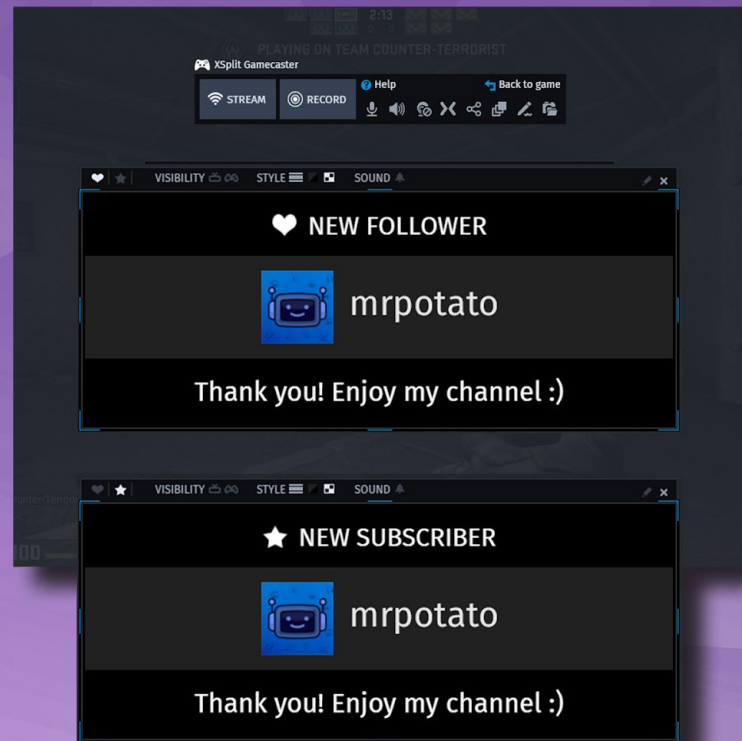 2:13
PLAYING ON TEAM COUNTER-TERRORIST
XSplit Gamecaster
STREAM
RECORD
Help
Back to game
VISIBILITY STYLE SOUND
NEW FOLLOWER
mrpotato
Thank you! Enjoy my channel :)
VISIBILITY STYLE SOUND
NEW SUBSCRIBER
mrpotato
Thank you! Enjoy my channel :)